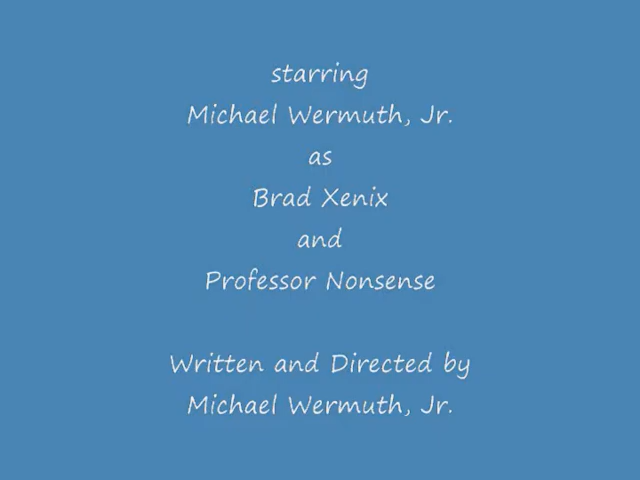 starring
Michael Wermuth, Jr.
as
Brad Xenix
and
Professor Nonsense
Written and Directed by
Michael Wermuth, Jr.